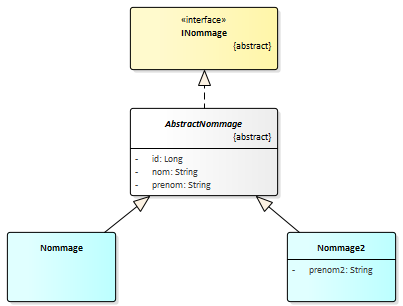 «interface»
INommage
{abstract}
AbstractNommage
{abstract}
- id: Long
- nom: String
- prenom: String
Nommage
Nommage2
- prenom2: String